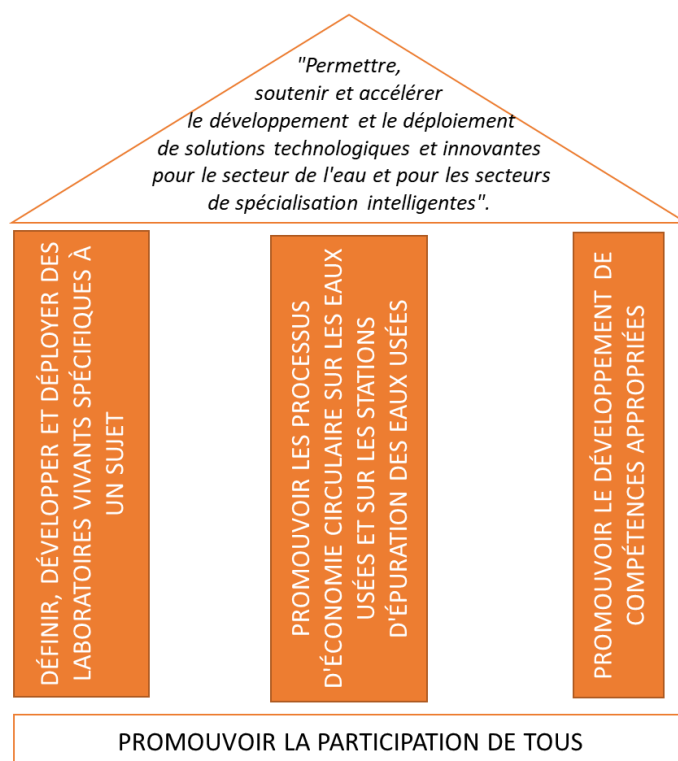 "Permettre,
soutenir et accélérer
le développement et le déploiement
de solutions technologiques et innovantes
pour le secteur de l'eau et pour les secteurs
de spécialisation intelligentes".
DÉFINIR, DÉVELOPPER ET DÉPLOYER DES
LABORATOIRES VIVANTS SPÉCIFIQUES À
UN SUJET
PROMOUVOIR LES PROCESSUS
D'ÉCONOMIE CIRCULAIRE SUR LES EAUX
USÉES ET SUR LES STATIONS
D'ÉPURATION DES EAUX USÉES
PROMOUVOIR LE DÉVELOPPEMENT DE
COMPÉTENCES APPROPRIÉES
PROMOUVOIR LA PARTICIPATION DE TOUS